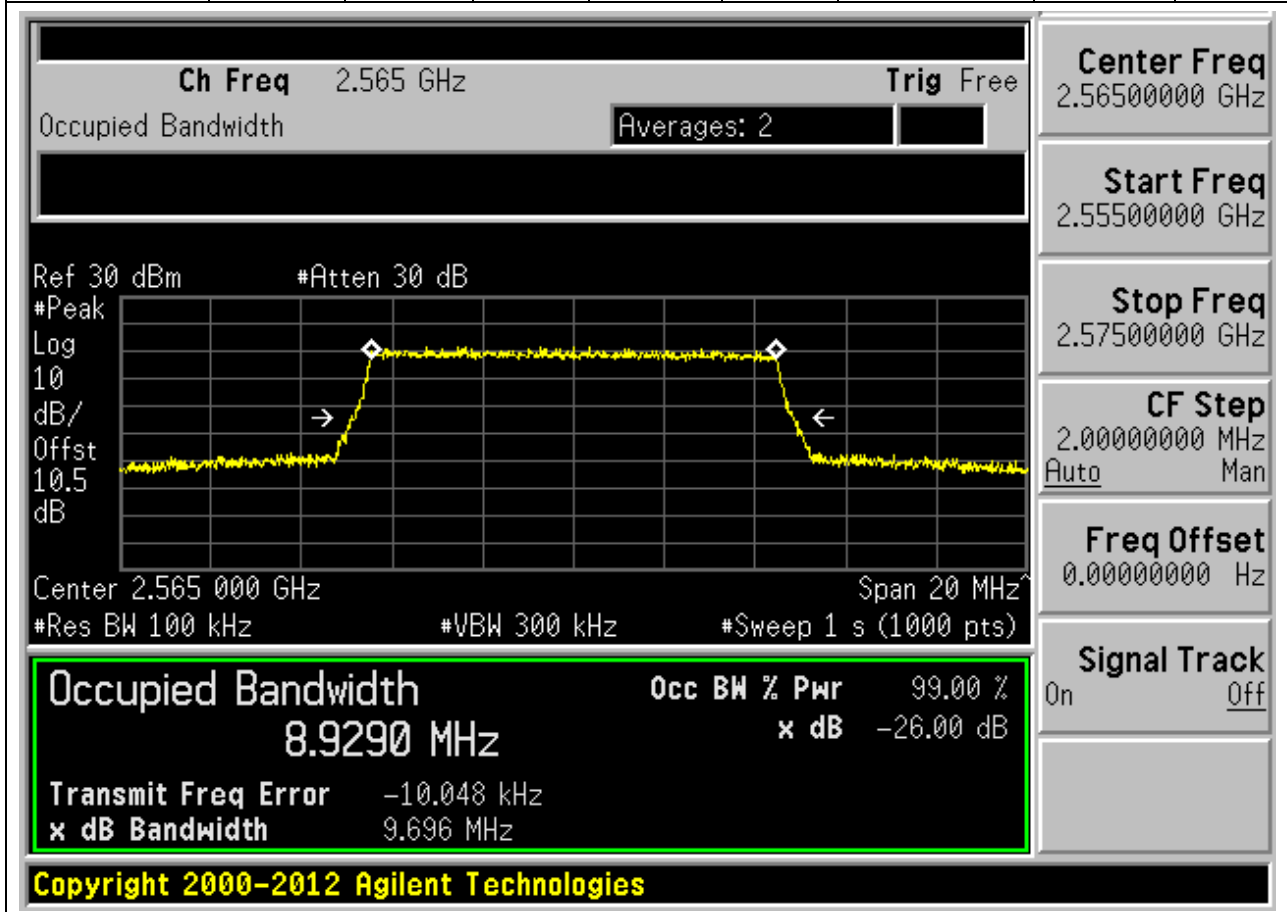 Ch Freq 2.565 GHz Trig Free
Occupied Bandwidth Averages: 2
Ref 30 dBm #Atten 30 dB
#Peak
Log
10
dB/
Offst
10.5
dB
Center 2.565 000 GHz Span 20 MHz^
#Res BW 100 kHz #VBW 300 kHz #Sweep 1 s (1000 pts)
Occupied Bandwidth Occ BW % Pwr 99.00 %
8.9290 MHz x dB -26.00 dB
Transmit Freq Error -10.048 kHz
x dB Bandwidth 9.696 MHz
Copyright 2000-2012 Agilent Technologies
Center Freq
2.56500000 GHz
Start Freq
2.55500000 GHz
Stop Freq
2.57500000 GHz
CF Step
2.00000000 MHz
Auto Man
Freq Offset
0.00000000 Hz
Signal Track
On Off